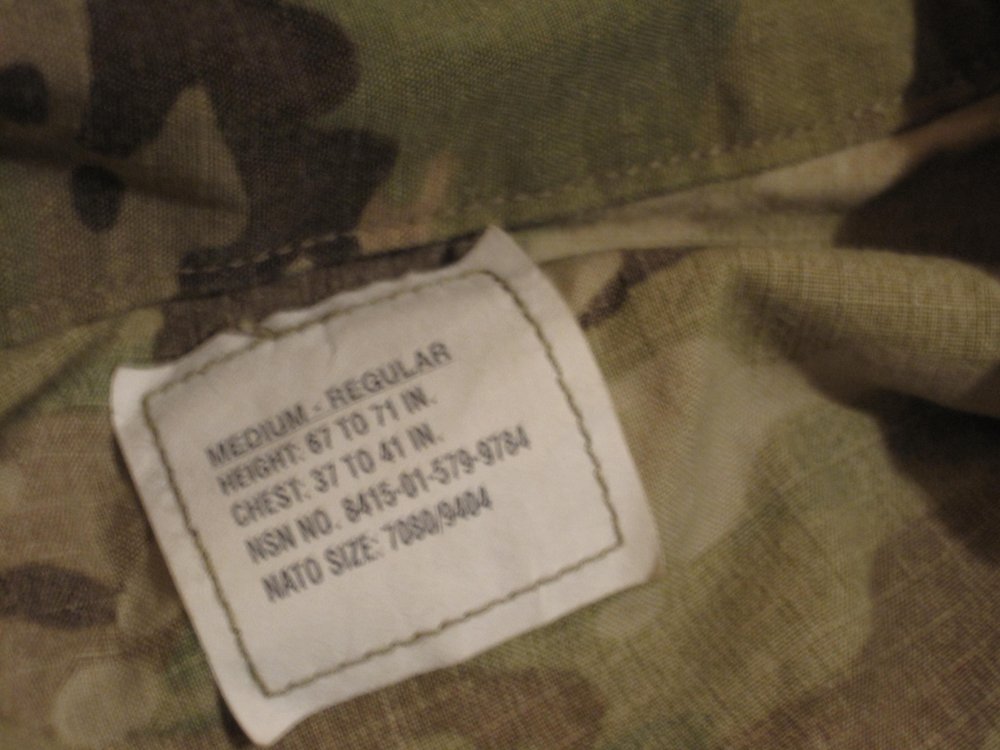 MEDIUM - REGULAR
HEIGHT: 67 TO 71 IN.
CHEST: 37 TO 41 IN.
NSN NO. 8415-01-579-9784
NATO SIZE: 7080/9404